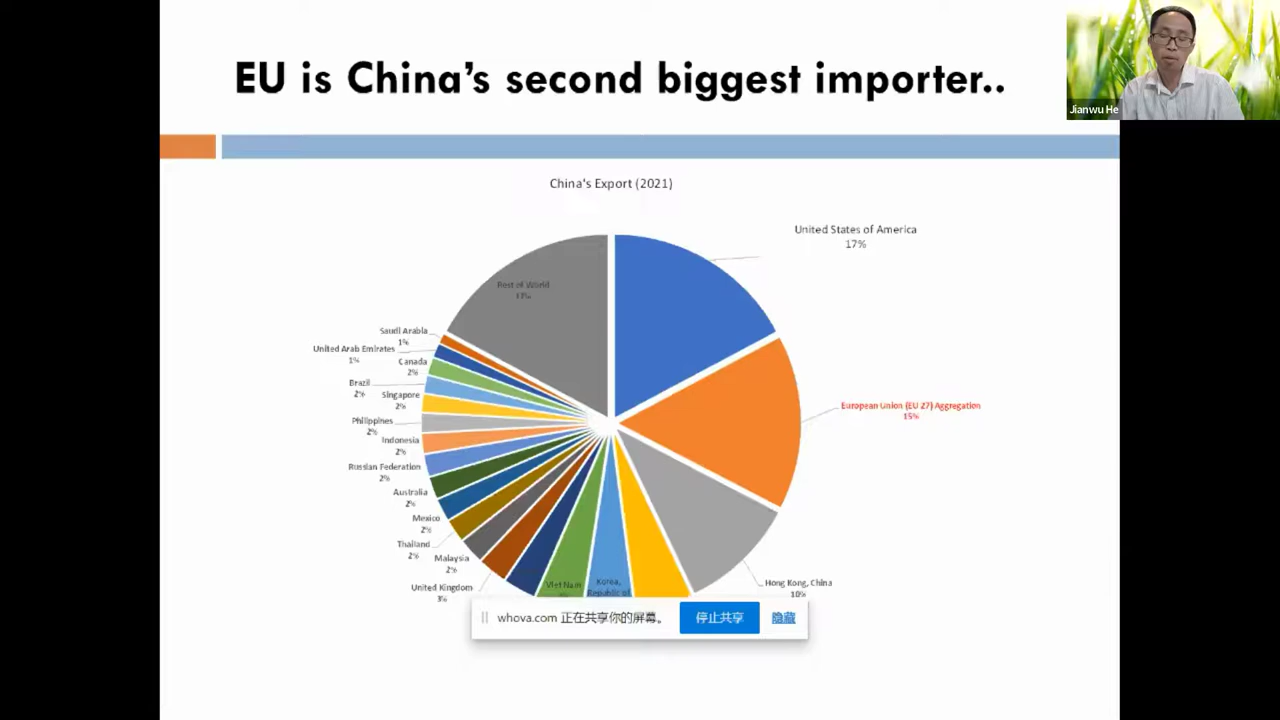 EU is China's second biggest importer..
Jianwu He
China's Export (2021)
United States of America
17%
European Union (EU 27) Aggregation
15%
Hong Kong, China
10%
Korea,
Republic of
Viet Nam
United Kingdom
3%
Malaysia
2%
Thailand
2%
Mexico
2%
Australia
2%
Russian Federation
2%
Indonesia
2%
Philippines
2%
Singapore
2%
Brazil
2%
Canada
2%
United Arab Emirates
1%
Saudi Arabia
1%
Rest of World
whova.com 正在共享你的屏幕。
停止共享
隐藏